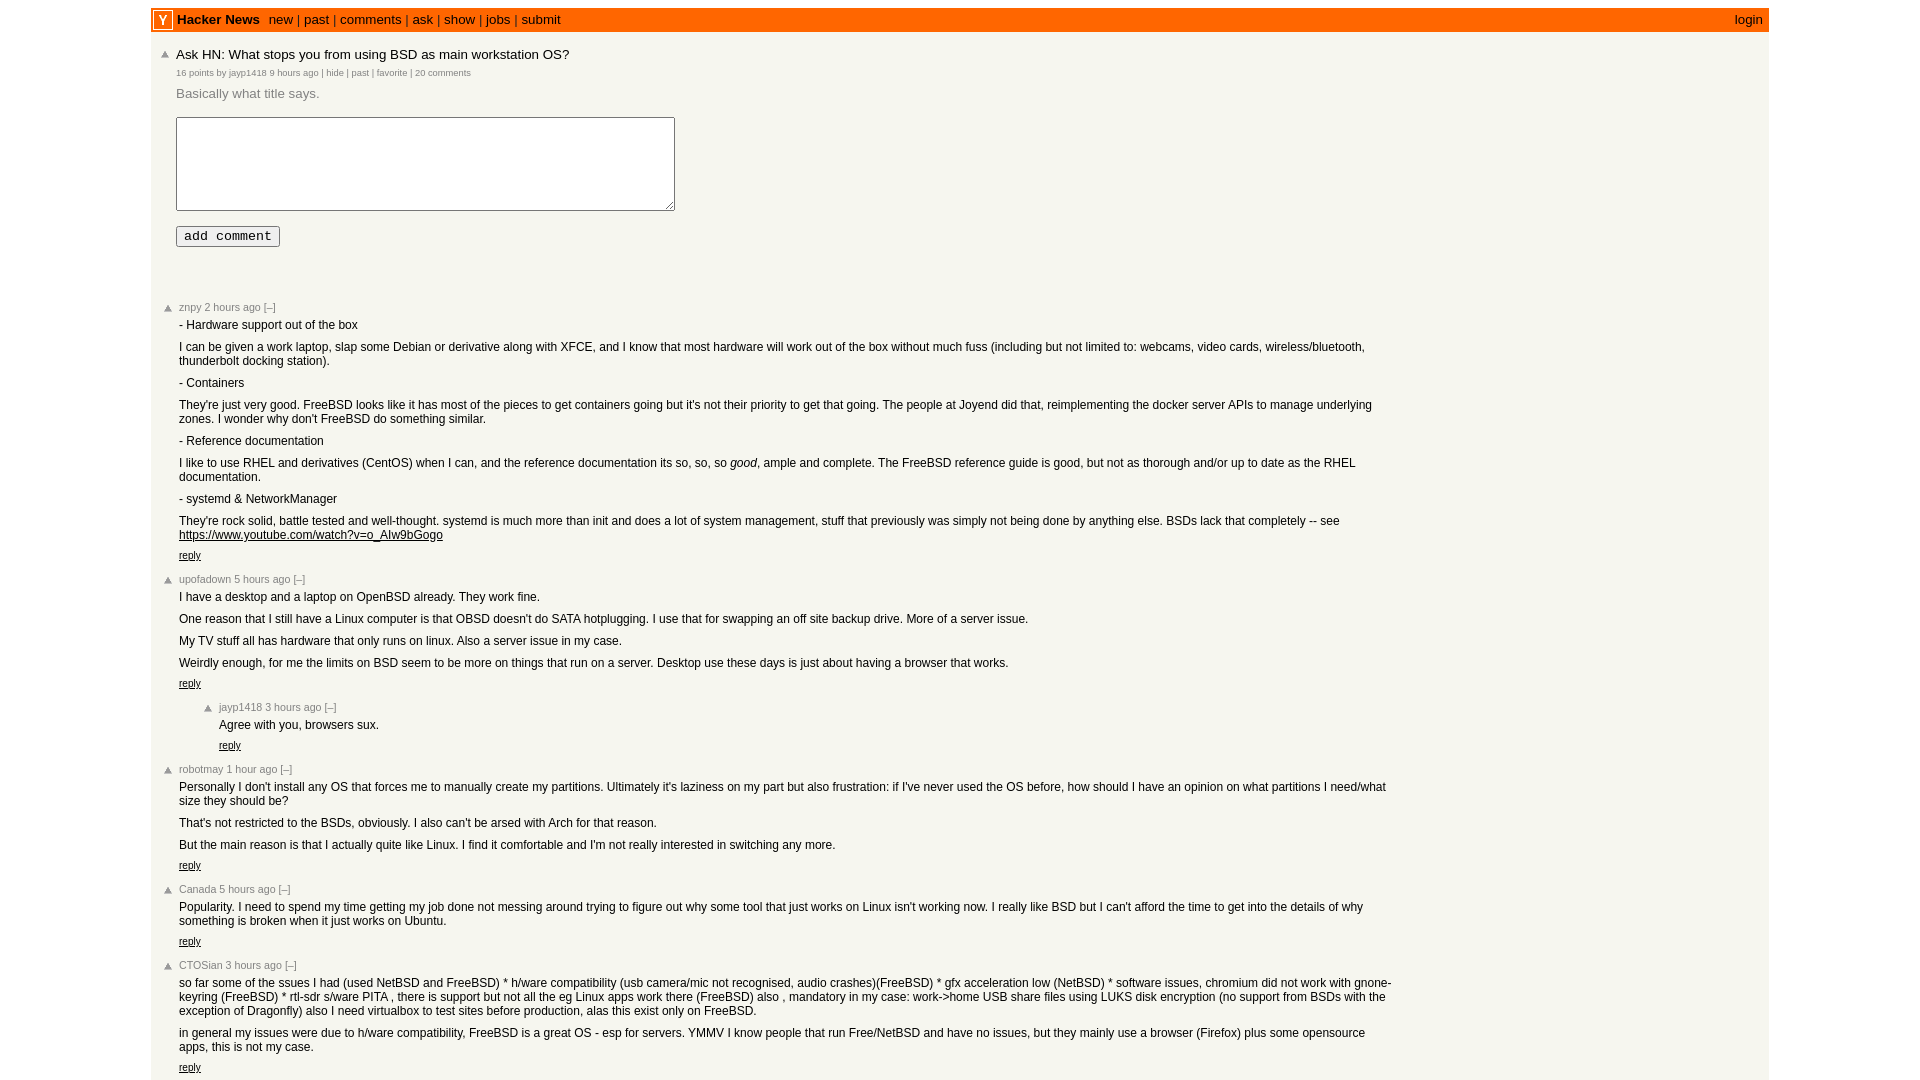 Y Hacker News new | past | comments | ask | show | jobs | submit login
Ask HN: What stops you from using BSD as main workstation OS?
16 points by jayp1418 9 hours ago | hide | past | favorite | 20 comments
Basically what title says.
add comment
znpy 2 hours ago [–]
- Hardware support out of the box
I can be given a work laptop, slap some Debian or derivative along with XFCE, and I know that most hardware will work out of the box without much fuss (including but not limited to: webcams, video cards, wireless/bluetooth,
thunderbolt docking station).
- Containers
They're just very good. FreeBSD looks like it has most of the pieces to get containers going but it's not their priority to get that going. The people at Joyend did that, reimplementing the docker server APIs to manage underlying
zones. I wonder why don't FreeBSD do something similar.
- Reference documentation
I like to use RHEL and derivatives (CentOS) when I can, and the reference documentation its so, so, so good, ample and complete. The FreeBSD reference guide is good, but not as thorough and/or up to date as the RHEL
documentation.
- systemd & NetworkManager
They're rock solid, battle tested and well-thought. systemd is much more than init and does a lot of system management, stuff that previously was simply not being done by anything else. BSDs lack that completely -- see
https://www.youtube.com/watch?v=o_AIw9bGogo
reply
upofadown 5 hours ago [–]
I have a desktop and a laptop on OpenBSD already. They work fine.
One reason that I still have a Linux computer is that OBSD doesn't do SATA hotplugging. I use that for swapping an off site backup drive. More of a server issue.
My TV stuff all has hardware that only runs on linux. Also a server issue in my case.
Weirdly enough, for me the limits on BSD seem to be more on things that run on a server. Desktop use these days is just about having a browser that works.
reply
jayp1418 3 hours ago [–]
Agree with you, browsers sux.
reply
robotmay 1 hour ago [–]
Personally I don't install any OS that forces me to manually create my partitions. Ultimately it's laziness on my part but also frustration: if I've never used the OS before, how should I have an opinion on what partitions I need/what
size they should be?
That's not restricted to the BSDs, obviously. I also can't be arsed with Arch for that reason.
But the main reason is that I actually quite like Linux. I find it comfortable and I'm not really interested in switching any more.
reply
Canada 5 hours ago [–]
Popularity. I need to spend my time getting my job done not messing around trying to figure out why some tool that just works on Linux isn't working now. I really like BSD but I can't afford the time to get into the details of why
something is broken when it just works on Ubuntu.
reply
CTOSian 3 hours ago [–]
so far some of the ssues I had (used NetBSD and FreeBSD) * h/ware compatibility (usb camera/mic not recognised, audio crashes)(FreeBSD) * gfx acceleration low (NetBSD) * software issues, chromium did not work with gnone-
keyring (FreeBSD) * rtl-sdr s/ware PITA , there is support but not all the eg Linux apps work there (FreeBSD) also , mandatory in my case: work->home USB share files using LUKS disk encryption (no support from BSDs with the
exception of Dragonfly) also I need virtualbox to test sites before production, alas this exist only on FreeBSD.
in general my issues were due to h/ware compatibility, FreeBSD is a great OS - esp for servers. YMMV I know people that run Free/NetBSD and have no issues, but they mainly use a browser (Firefox) plus some opensource
apps, this is not my case.
reply